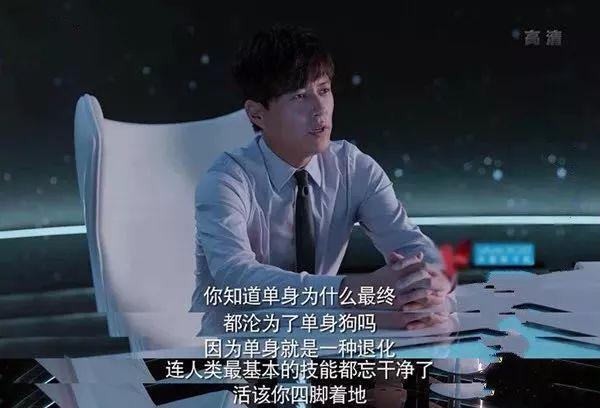 高清
你知道单身为什么最终
都沦为了单身狗吗
因为单身就是一种退化
连人类最基本的技能都忘干净了
活该你四脚着地